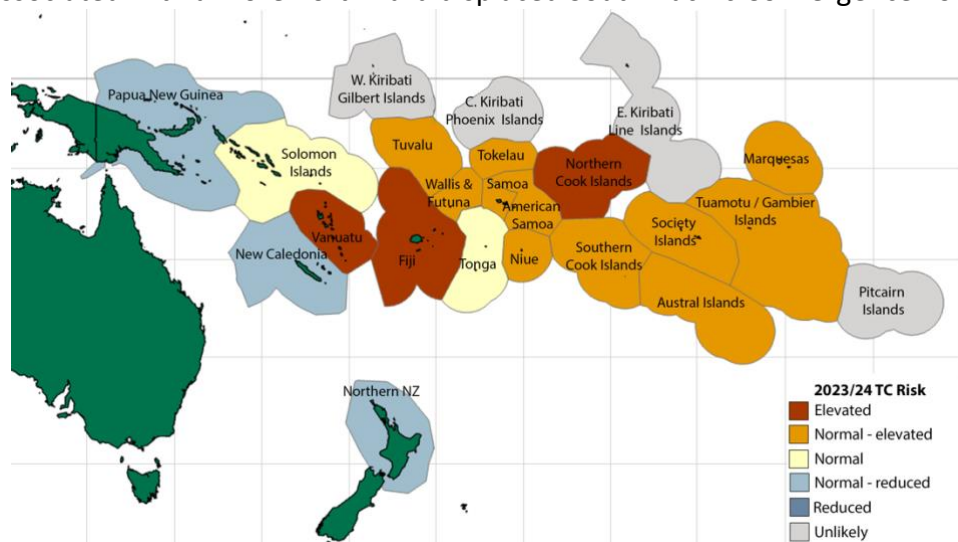 Papua New Guinea
Solomon
Islands
Vanuatu
New Caledonia
W. Kiribati
Gilbert Islands
C. Kiribati
Phoenix Islands
E. Kiribati
Line Islands
Tuvalu
Tokelau
Wallis &
Futuna
Samoa
American
Samoa
Northern
Cook Islands
Fiji
Tonga
Niue
Southern
Cook Islands
Society
Islands
Marquesas
Tuamotu / Gambier
Islands
Austral Islands
Pitcairn
Islands
Northern NZ
2023/24 TC Risk
Elevated
Normal - elevated
Normal
Normal - reduced
Reduced
Unlikely